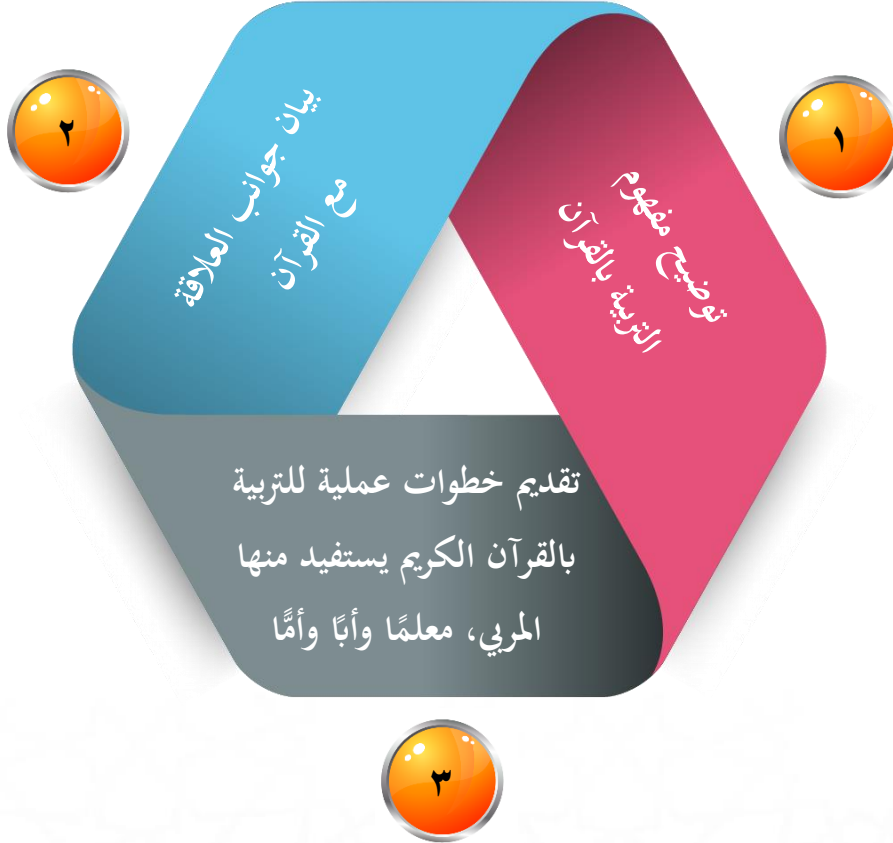 ١
توضيح مفهوم
التربية بالقرآن
٢
بيان جوانب العلاقة
مع القرآن
تقديم خطوات عملية للتربية
بالقرآن الكريم يستفيد منها
المربي، معلمًا وأبًا وأمًّا
٣